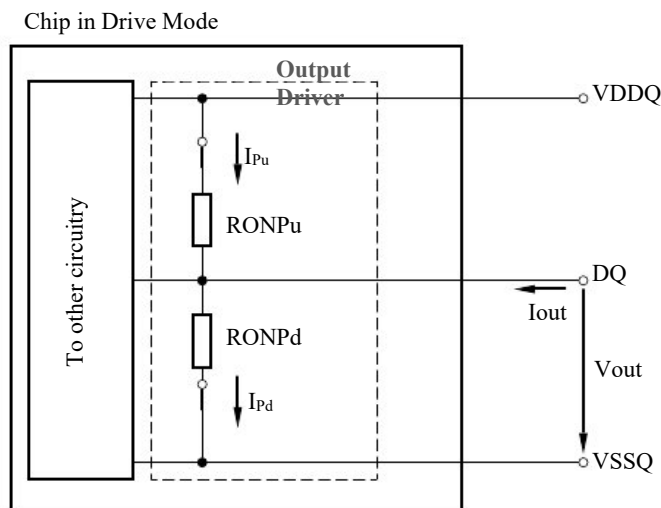 Chip in Drive Mode
Output
Driver
VDDQ
IPu
RONPu
To other circuitry
DQ
Iout
RONPd
Vout
IPd
VSSQ